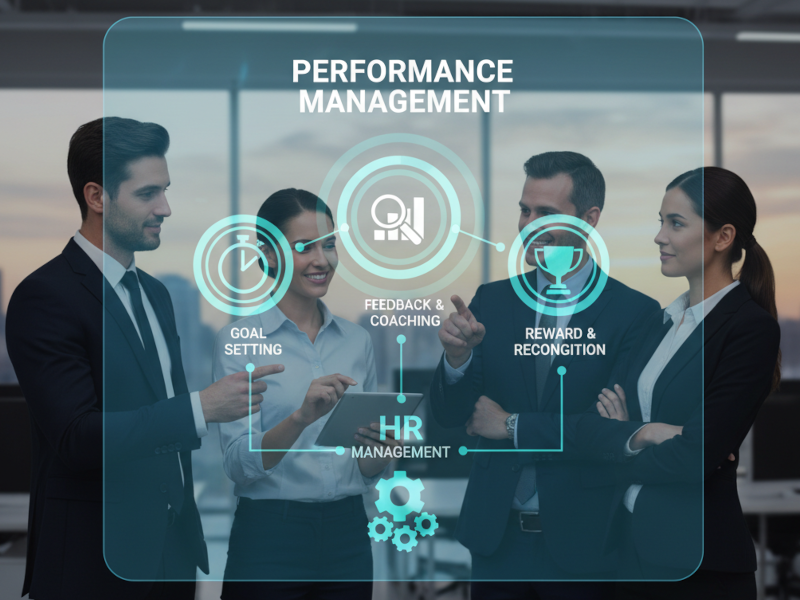 PERFORMANCE
MANAGEMENT
FEEDBACK &
COACHING
GOAL
SETTING
REWARD &
RECONGITION
HR
MANAGEMENT